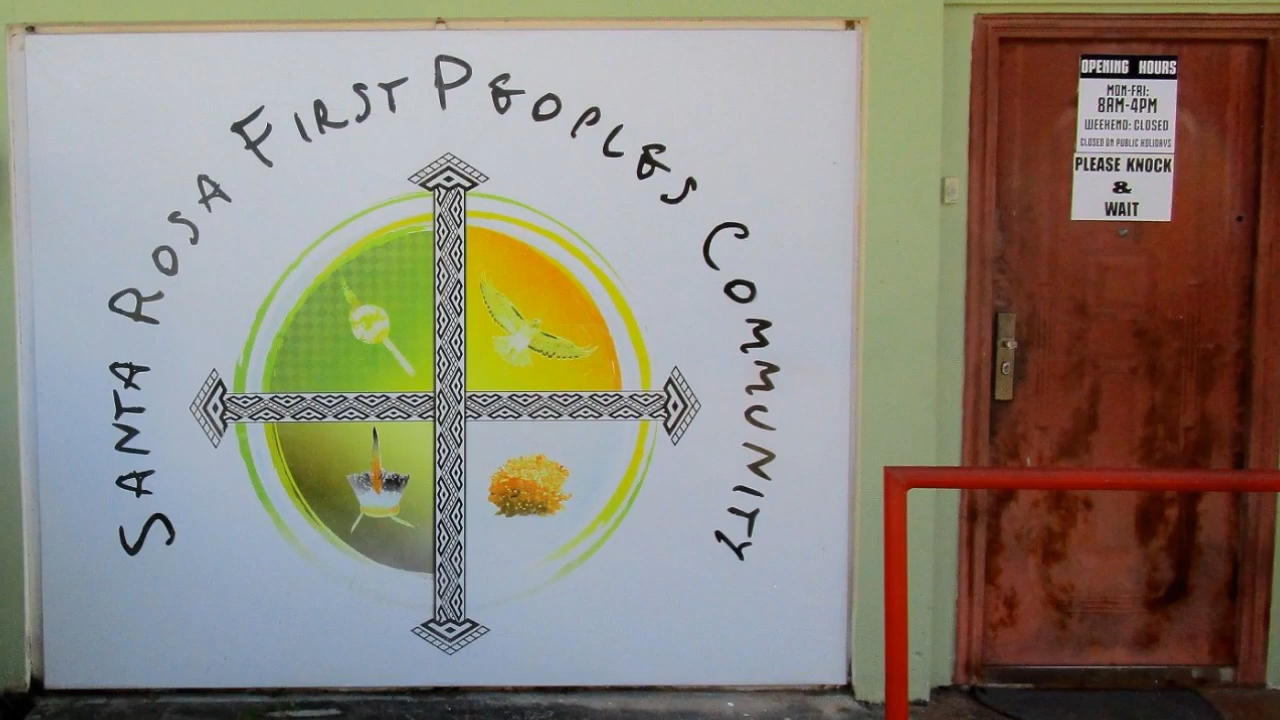 SANTA ROSA FIRST PEOPLES COMMUNITY
OPENING HOURS
MON-FRI:
8AM-4PM
WEEKEND: CLOSED
CLOSED ON PUBLIC HOLIDAYS
PLEASE KNOCK
&
WAIT